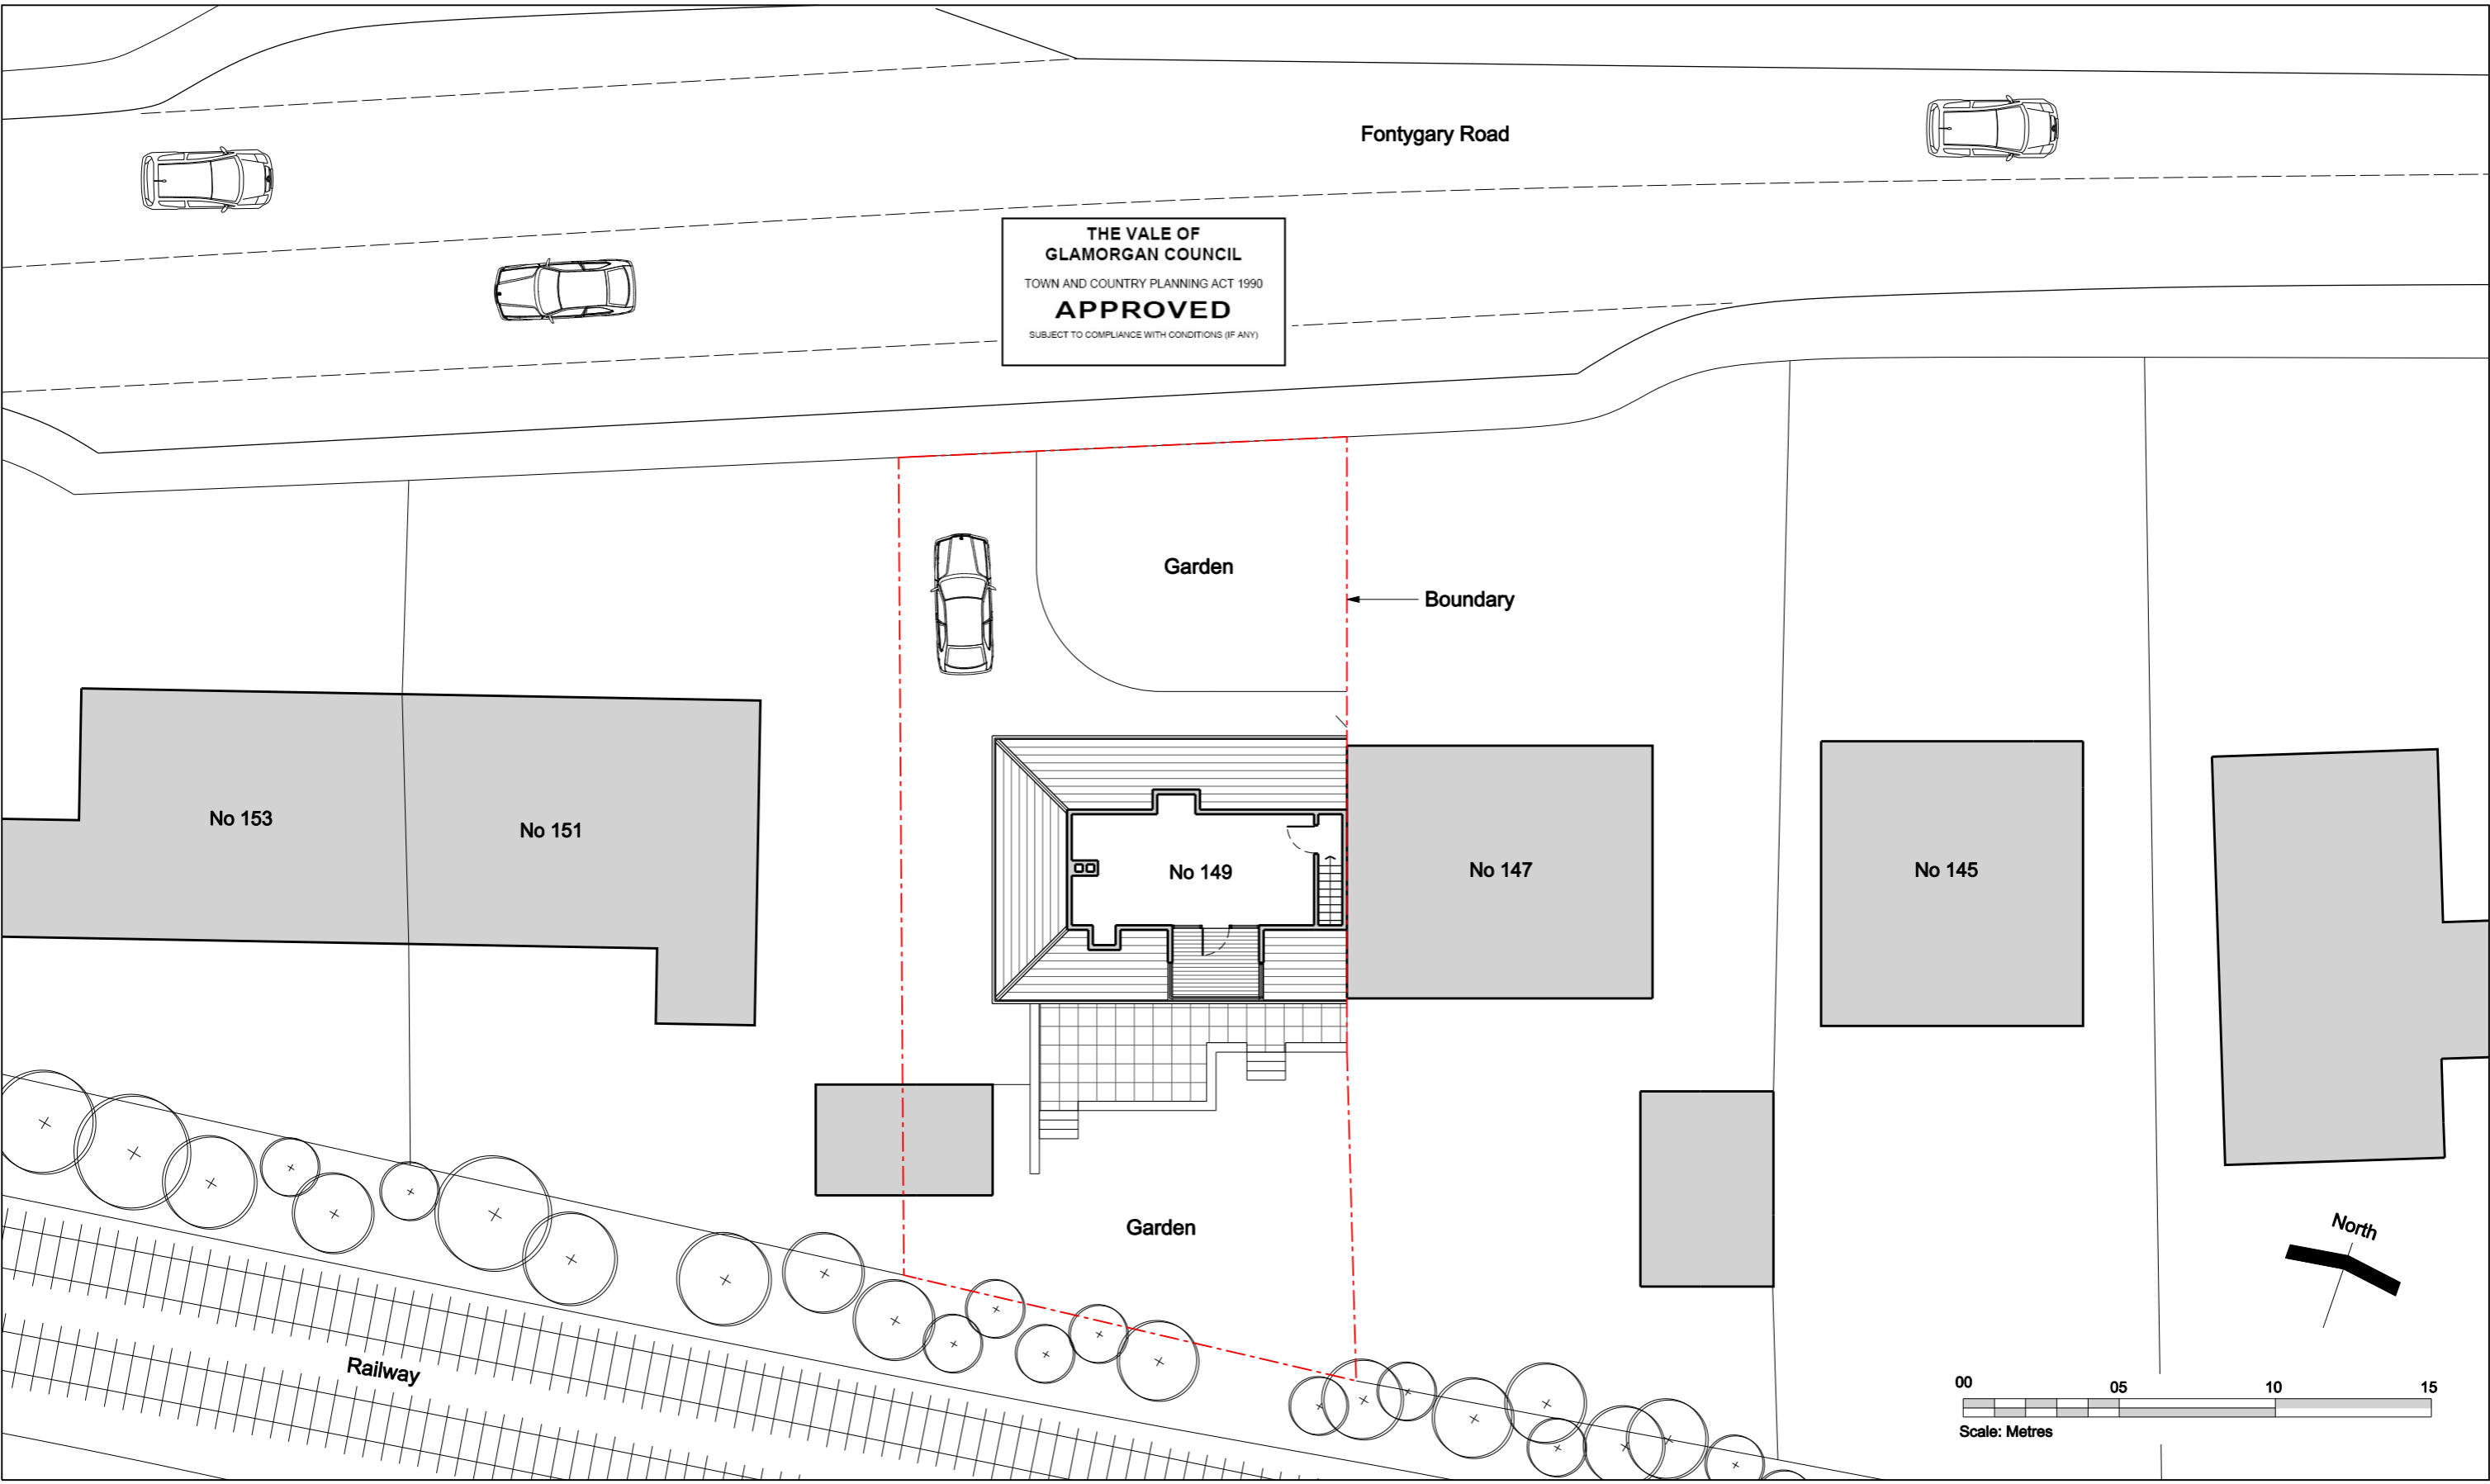 Fontygary Road
THE VALE OF
GLAMORGAN COUNCIL
TOWN AND COUNTRY PLANNING ACT 1990
APPROVED
SUBJECT TO COMPLIANCE WITH CONDITIONS (IF ANY)
Garden
Boundary
No 153
No 151
No 149
No 147
No 145
Garden
North
Railway
00 05 10 15
Scale: Metres